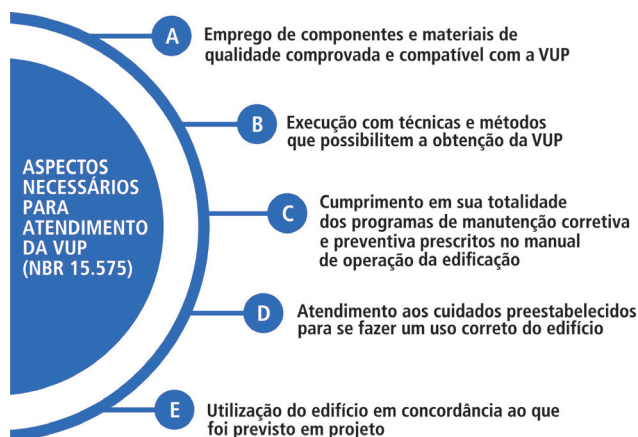 ASPECTOS
NECESSÁRIOS
PARA
ATENDIMENTO
DA VUP
(NBR 15.575)
A
Emprego de componentes e materiais de
qualidade comprovada e compatível com a VUP
B
Execução com técnicas e métodos
que possibilitem a obtenção da VUP
C
Cumprimento em sua totalidade
dos programas de manutenção corretiva
e preventiva prescritos no manual
de operação da edificação
D
Atendimento aos cuidados preestabelecidos
para se fazer um uso correto do edifício
E
Utilização do edifício em concordância ao que
foi previsto em projeto